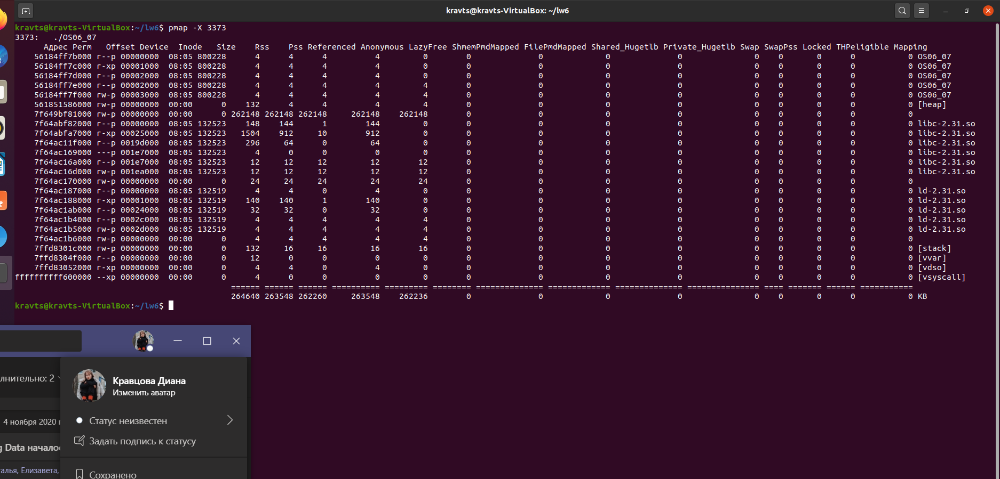 kravts@kravts-VirtualBox: ~/lw6
kravts@kravts-VirtualBox:~/lw6$ pmap -X 3373
3373:   ./OS06_07
Адрес Perm   Offset Device  Inode   Size    Rss    Pss Referenced Anonymous LazyFree ShmemPmdMapped FilePmdMapped Shared_Hugetlb Private_Hugetlb Swap SwapPss Locked THPeligible Mapping
56184ff7b000 r--p 00000000  08:05 800228      4      4      4          4         0        0              0             0              0               0    0       0      0           0 OS06_07
56184ff7c000 r-xp 00001000  08:05 800228      4      4      4          4         0        0              0             0              0               0    0       0      0           0 OS06_07
56184ff7d000 r--p 00002000  08:05 800228      4      4      4          4         0        0              0             0              0               0    0       0      0           0 OS06_07
56184ff7e000 r--p 00002000  08:05 800228      4      4      4          4         4        0              0             0              0               0    0       0      0           0 OS06_07
56184ff7f000 rw-p 00003000  08:05 800228      4      4      4          4         4        0              0             0              0               0    0       0      0           0 OS06_07
561851586000 rw-p 00000000  00:00      0    132      4      4          4         4        0              0             0              0               0    0       0      0           0 [heap]
7f649bf81000 rw-p 00000000  00:00      0 262148 262148 262148     262148    262148        0              0             0              0               0    0       0      0           0
7f64abf82000 r--p 00000000  08:05 132523    148    144      1        144         0        0              0             0              0               0    0       0      0           0 libc-2.31.so
7f64abfa7000 r-xp 00025000  08:05 132523   1504    912     10        912         0        0              0             0              0               0    0       0      0           0 libc-2.31.so
7f64ac11f000 r--p 0019d000  08:05 132523    296     64      0         64         0        0              0             0              0               0    0       0      0           0 libc-2.31.so
7f64ac169000 ---p 001e7000  08:05 132523      4      0      0          0         0        0              0             0              0               0    0       0      0           0 libc-2.31.so
7f64ac16a000 r--p 001e7000  08:05 132523     12     12     12         12        12        0              0             0              0               0    0       0      0           0 libc-2.31.so
7f64ac16d000 rw-p 001ea000  08:05 132523     12     12     12         12        12        0              0             0              0               0    0       0      0           0 libc-2.31.so
7f64ac170000 rw-p 00000000  00:00      0     24     24     24         24        24        0              0             0              0               0    0       0      0           0
7f64ac187000 r--p 00000000  08:05 132519      4      4      0          4         0        0              0             0              0               0    0       0      0           0 ld-2.31.so
7f64ac188000 r-xp 00001000  08:05 132519    140    140      1        140         0        0              0             0              0               0    0       0      0           0 ld-2.31.so
7f64ac1ab000 r--p 00024000  08:05 132519     32     32      0         32         0        0              0             0              0               0    0       0      0           0 ld-2.31.so
7f64ac1b4000 r--p 0002c000  08:05 132519      4      4      4          4         4        0              0             0              0               0    0       0      0           0 ld-2.31.so
7f64ac1b5000 rw-p 0002d000  08:05 132519      4      4      4          4         4        0              0             0              0               0    0       0      0           0 ld-2.31.so
7f64ac1b6000 rw-p 00000000  00:00      0      4      4      4          4         4        0              0             0              0               0    0       0      0           0
7ffd8301c000 rw-p 00000000  00:00      0    132     16     16         16        16        0              0             0              0               0    0       0      0           0 [stack]
7ffd8304f000 r--p 00000000  00:00      0     12      0      0          0         0        0              0             0              0               0    0       0      0           0 [vvar]
7ffd83052000 r-xp 00000000  00:00      0      4      4      0          4         0        0              0             0              0               0    0       0      0           0 [vdso]
ffffffffff600000 --xp 00000000  00:00      0      4      0      0          0         0        0              0             0              0               0    0       0      0           0 [vsyscall]
====== ====== ====== ========== ========= ======== ============== ============= ============== =============== ==== ======= ====== ===========
264640 263548 262260     263548    262236        0              0             0              0               0    0       0      0           0 KB
kravts@kravts-VirtualBox:~/lw6$
лнительно: 2
Кравцова Диана
Изменить аватар
Статус неизвестен
4 ноября 2020 г
Задать подпись к статусу
g Data начало
талья, Елизавета,
Сохранено